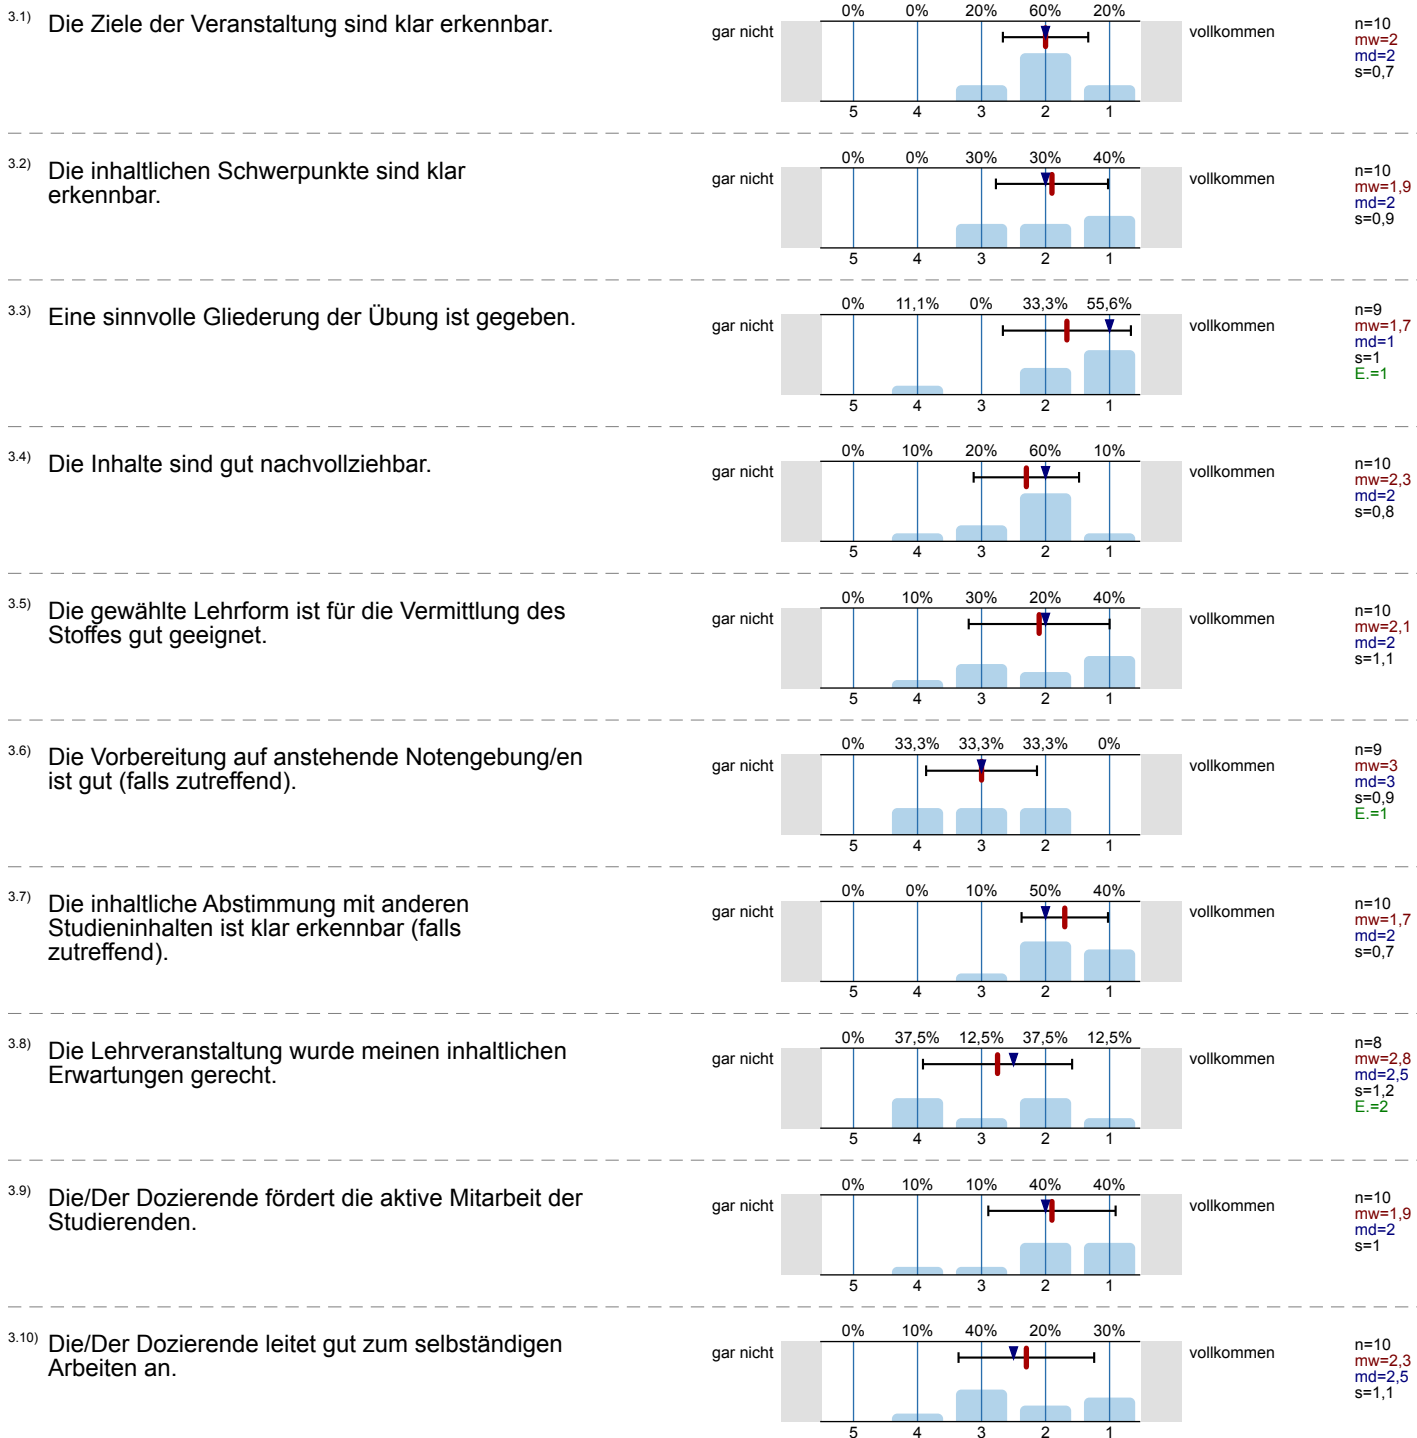 3.1) Die Ziele der Veranstaltung sind klar erkennbar.
0% 0% 20% 60% 20%
gar nicht vollkommen
5 4 3 2 1
n=10
mw=2
md=2
s=0,7
3.2) Die inhaltlichen Schwerpunkte sind klar
erkennbar.
0% 0% 30% 30% 40%
gar nicht vollkommen
5 4 3 2 1
n=10
mw=1,9
md=2
s=0,9
3.3) Eine sinnvolle Gliederung der Übung ist gegeben.
0% 11,1% 0% 33,3% 55,6%
gar nicht vollkommen
5 4 3 2 1
n=9
mw=1,7
md=1
s=1
E.=1
3.4) Die Inhalte sind gut nachvollziehbar.
0% 10% 20% 60% 10%
gar nicht vollkommen
5 4 3 2 1
n=10
mw=2,3
md=2
s=0,8
3.5) Die gewählte Lehrform ist für die Vermittlung des
Stoffes gut geeignet.
0% 10% 30% 20% 40%
gar nicht vollkommen
5 4 3 2 1
n=10
mw=2,1
md=2
s=1,1
3.6) Die Vorbereitung auf anstehende Notengebung/en
ist gut (falls zutreffend).
0% 33,3% 33,3% 33,3% 0%
gar nicht vollkommen
5 4 3 2 1
n=9
mw=3
md=3
s=0,9
E.=1
3.7) Die inhaltliche Abstimmung mit anderen
Studieninhalten ist klar erkennbar (falls
zutreffend).
0% 0% 10% 50% 40%
gar nicht vollkommen
5 4 3 2 1
n=10
mw=1,7
md=2
s=0,7
3.8) Die Lehrveranstaltung wurde meinen inhaltlichen
Erwartungen gerecht.
0% 37,5% 12,5% 37,5% 12,5%
gar nicht vollkommen
5 4 3 2 1
n=8
mw=2,8
md=2,5
s=1,2
E.=2
3.9) Die/Der Dozierende fördert die aktive Mitarbeit der
Studierenden.
0% 10% 10% 40% 40%
gar nicht vollkommen
5 4 3 2 1
n=10
mw=1,9
md=2
s=1
3.10) Die/Der Dozierende leitet gut zum selbständigen
Arbeiten an.
0% 10% 40% 20% 30%
gar nicht vollkommen
5 4 3 2 1
n=10
mw=2,3
md=2,5
s=1,1